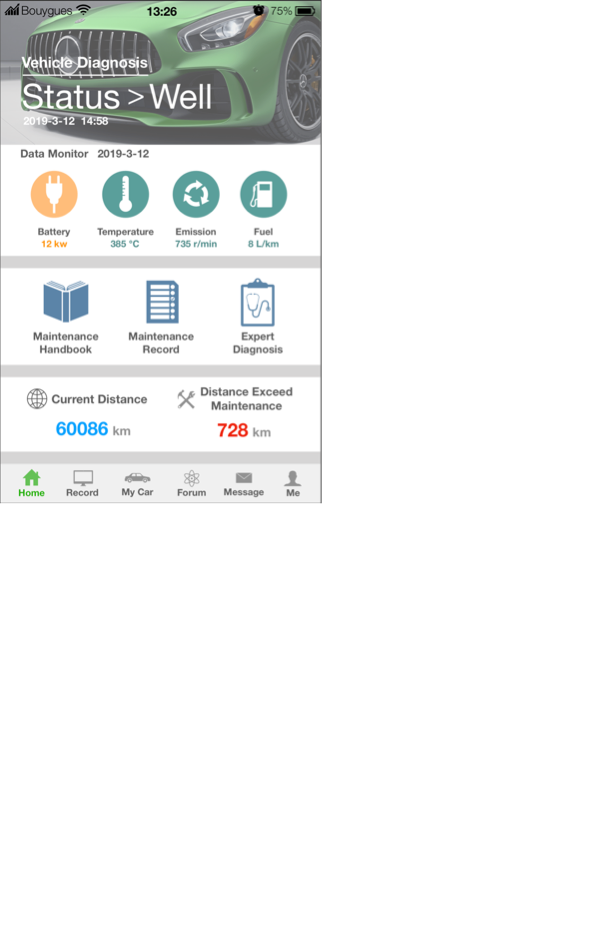 Bouygues 13:26 75%
Vehicle Diagnosis
Status > Well
2019-3-12 14:58
Data Monitor 2019-3-12
Battery Temperature Emission Fuel
12 kw 385 °C 735 r/min 8 L/km
Maintenance Handbook
Maintenance Record
Expert Diagnosis
Current Distance
60086 km
Distance Exceed
Maintenance
728 km
Home Record My Car Forum Message Me